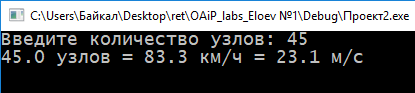 C:\Users\Байкал\Desktop\ret\OAiP_labs_Eloev №1\Debug\Проект2.exe
Введите количество узлов: 45
45.0 узлов = 83.3 км/ч = 23.1 м/с